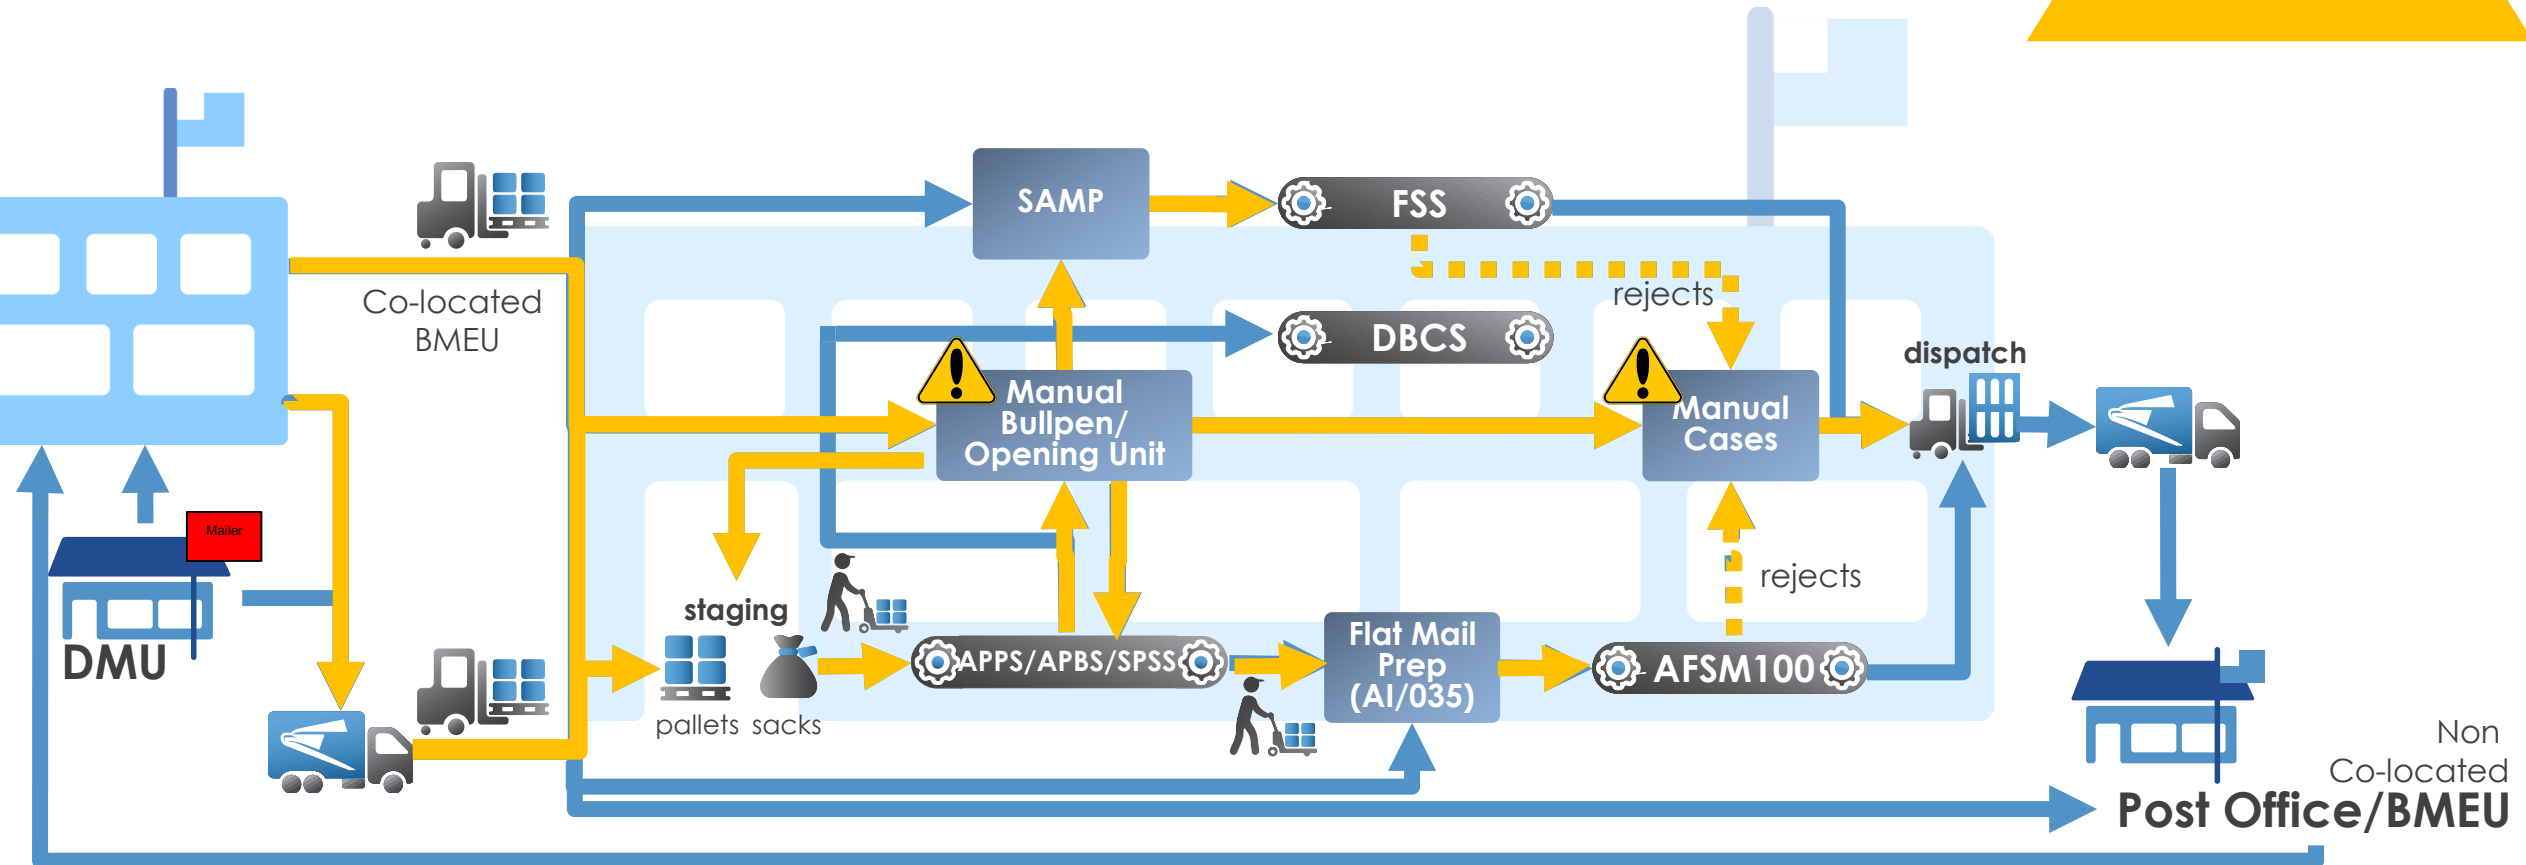 SAMP
FSS
rejects
Co-located
BMEU
DBCS
dispatch
Manual
Bullpen/
Opening Unit
Manual
Cases
Mailer
DMU
staging
pallets sacks
APPS/APBS/SPSS
Flat Mail
Prep
(AI/035)
rejects
AFSM100
Non
Co-located
Post Office/BMEU